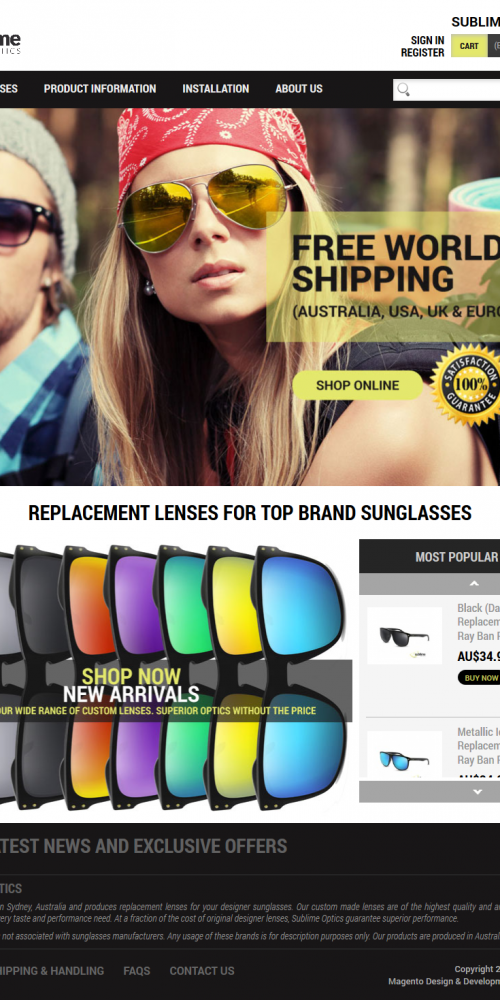 SUBLIM
me
TICS
SIGN IN
REGISTER
CART
SES PRODUCT INFORMATION INSTALLATION ABOUT US
FREE WORLD
SHIPPING
(AUSTRALIA, USA, UK & EURO
SHOP ONLINE
SATISFACTION
100%
GUARANTEE
REPLACEMENT LENSES FOR TOP BRAND SUNGLASSES
SHOP NOW
NEW ARRIVALS
OUR WIDE RANGE OF CUSTOM LENSES. SUPERIOR OPTICS WITHOUT THE PRICE
MOST POPULAR
Black (Da
Replacem
Ray Ban R
AU$34.9
BUY NOW
Metallic Ic
Replacem
Ray Ban R
ATEST NEWS AND EXCLUSIVE OFFERS
TICS
n Sydney, Australia and produces replacement lenses for your designer sunglasses. Our custom made lenses are of the highest quality and a
very taste and performance need. At a fraction of the cost of original designer lenses, Sublime Optics guarantee superior performance.
not associated with sunglasses manufacturers. Any usage of these brands is for description purposes only. Our products are produced in Austral
HIPPING & HANDLING FAQS CONTACT US
Copyright 2
Magento Design & Developm